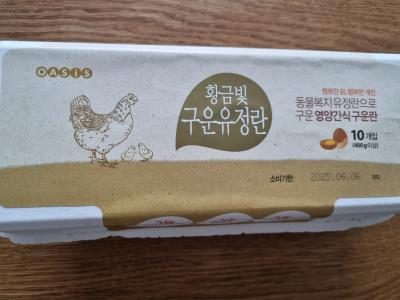 OASIS
황금빛
구운유정란
행복한 닭, 행복한 계란
동물복지유정란으로
구운 영양간식 구운란
10개입
(400g이상)
소비기한: 2025.06.06